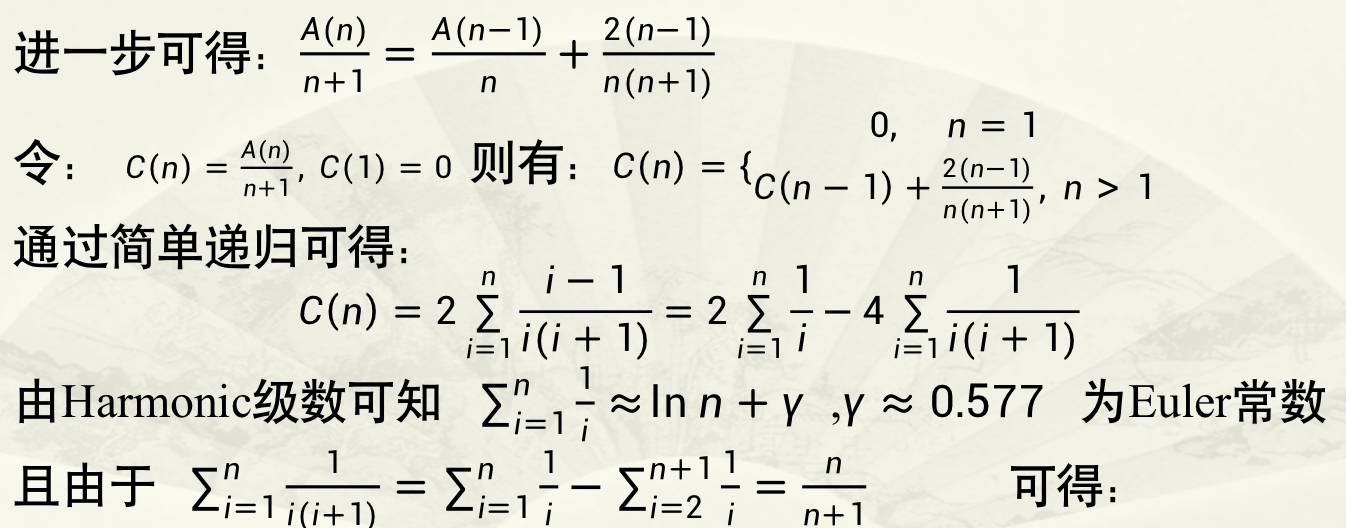 进一步可得： A(n)/(n+1) = A(n−1)/n + 2(n−1)/(n(n+1))
令： C(n) = A(n)/(n+1), C(1) = 0 则有： C(n) = { 0, n = 1
C(n − 1) + 2(n−1)/(n(n+1)), n > 1
通过简单递归可得：
C(n) = 2 ∑_{i=1}^{n} (i − 1)/(i(i + 1)) = 2 ∑_{i=1}^{n} 1/i − 4 ∑_{i=1}^{n} 1/(i(i + 1))
由Harmonic级数可知 ∑_{i=1}^{n} 1/i ≈ ln n + γ ,γ ≈ 0.577 为Euler常数
且由于 ∑_{i=1}^{n} 1/(i(i+1)) = ∑_{i=1}^{n} 1/i − ∑_{i=2}^{n+1} 1/i = n/(n+1) 可得：